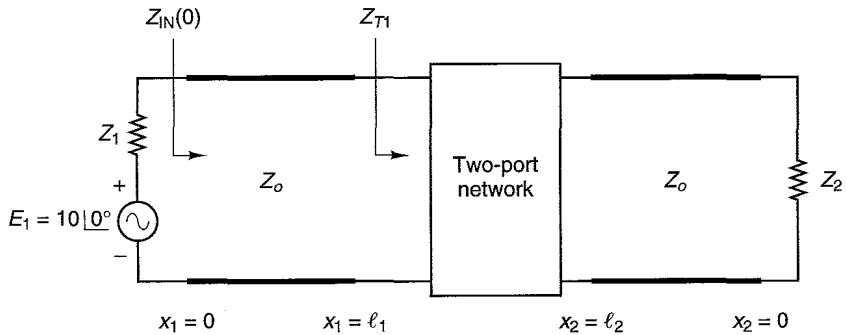 Z_IN(0)
Z_T1
Z_1
+
E_1 = 10∠0°
−
Z_o
Two-port
network
Z_o
Z_2
x_1 = 0
x_1 = ℓ_1
x_2 = ℓ_2
x_2 = 0